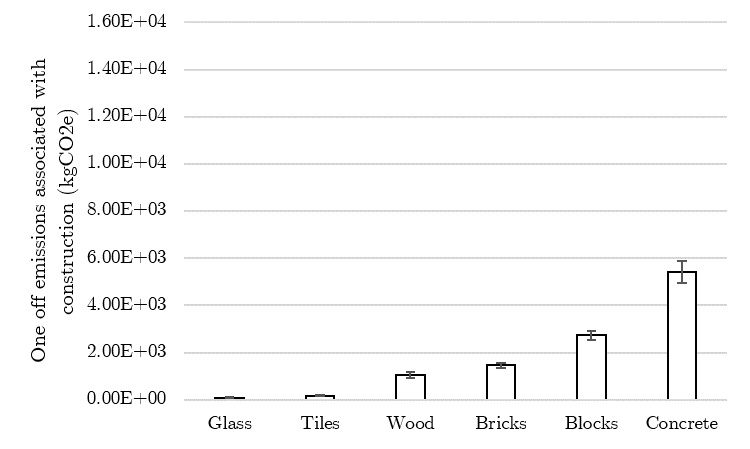 One off emissions associated with
construction (kgCO2e)
1.60E+04
1.40E+04
1.20E+04
1.00E+04
8.00E+03
6.00E+03
4.00E+03
2.00E+03
0.00E+00
Glass Tiles Wood Bricks Blocks Concrete